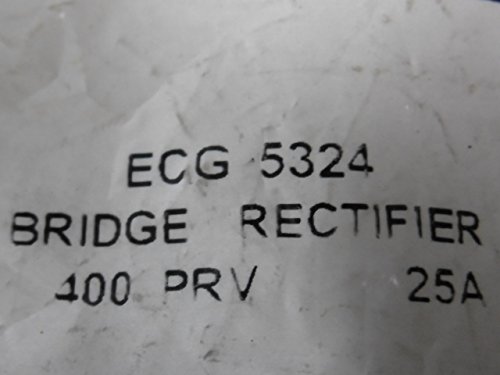 ECG 5324
BRIDGE RECTIFIER
400 PRV 25A